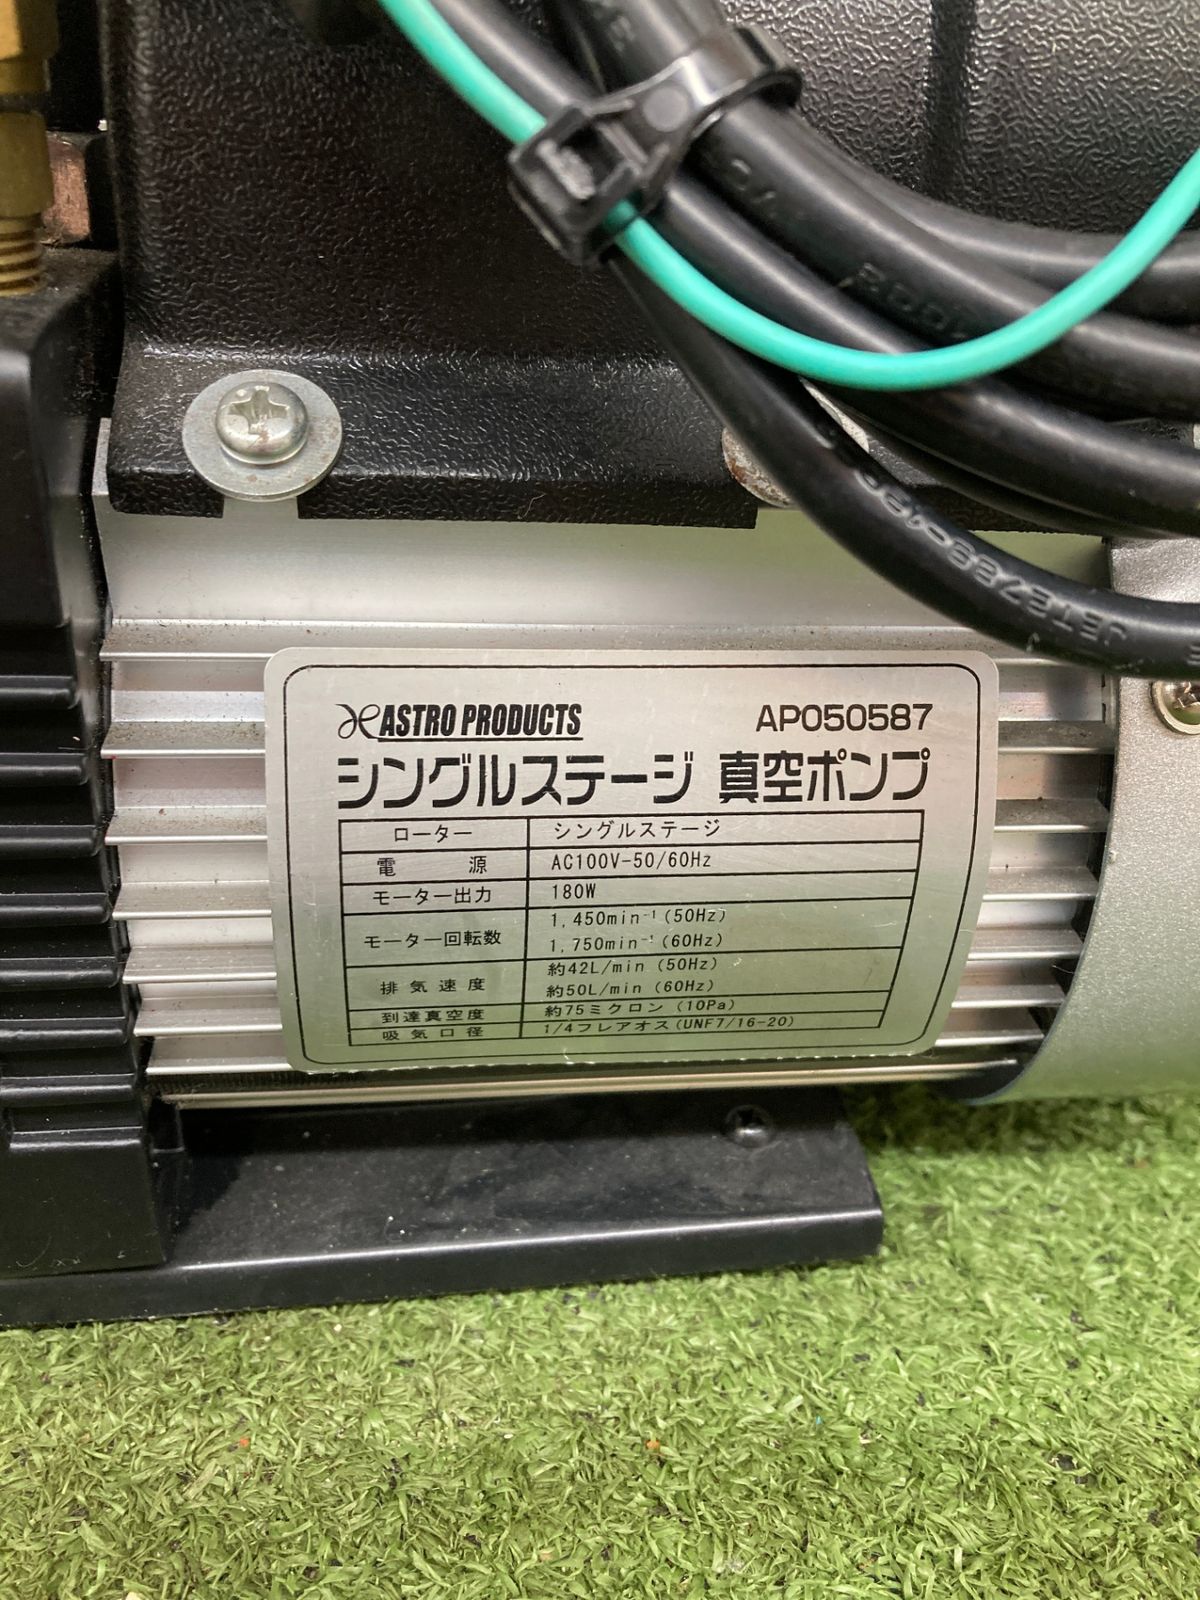 JET2788-12
ASTRO PRODUCTS AP050587
シングルステージ 真空ポンプ
ローター シングルステージ
電源 AC100V-50/60Hz
モーター出力 180W
モーター回転数 1,450min⁻¹(50Hz)
1,750min⁻¹(60Hz)
排気速度 約42L/min(50Hz)
約50L/min(60Hz)
到達真空度 約75ミクロン(10Pa)
吸気口径 1/4フレアオス(UNF7/16-20)